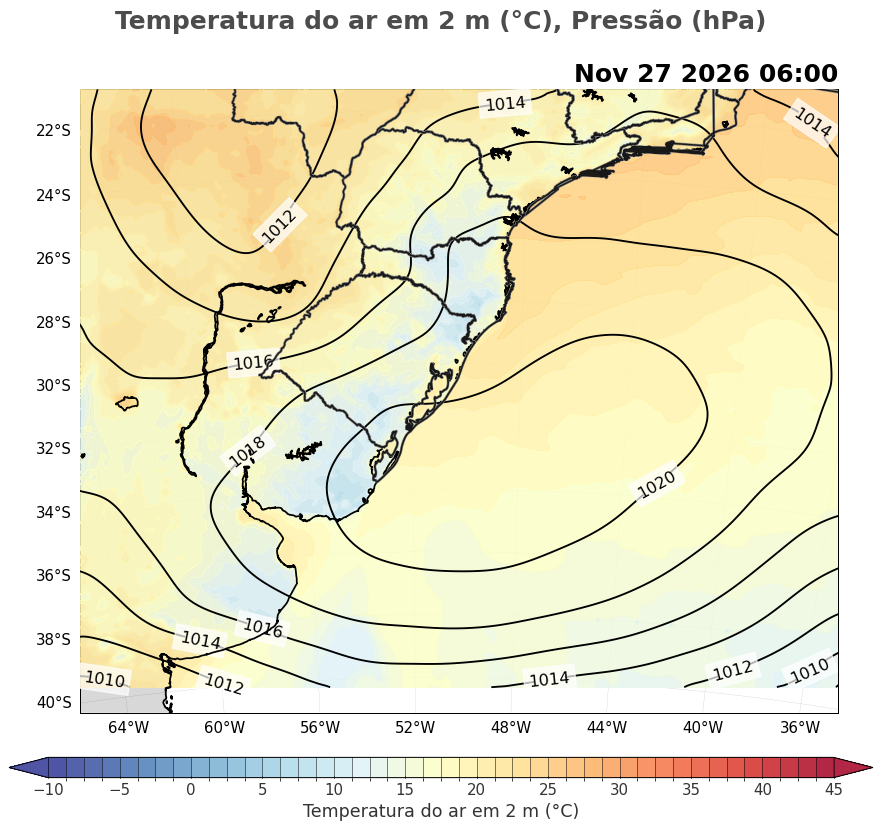 Temperatura do ar em 2 m (°C), Pressão (hPa)
Nov 27 2026 06:00
1014
1014
22°S
24°S
1012
26°S
28°S
1016
30°S
1018
32°S
1020
34°S
36°S
1016
1014
38°S
1012
1010
1014
1012
1010
40°S
64°W 60°W 56°W 52°W 48°W 44°W 40°W 36°W
−10 −5 0 5 10 15 20 25 30 35 40 45
Temperatura do ar em 2 m (°C)